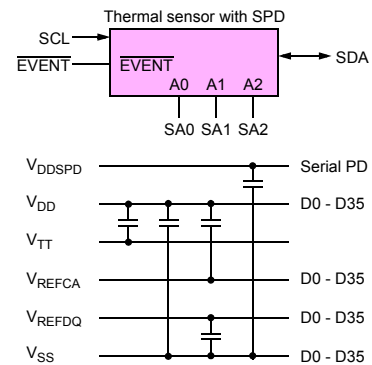 Thermal sensor with SPD
SCL
EVENT EVENT SDA
A0 A1 A2
SA0 SA1 SA2
VDDSPD Serial PD
VDD D0 - D35
VTT
VREFCA D0 - D35
VREFDQ D0 - D35
VSS D0 - D35